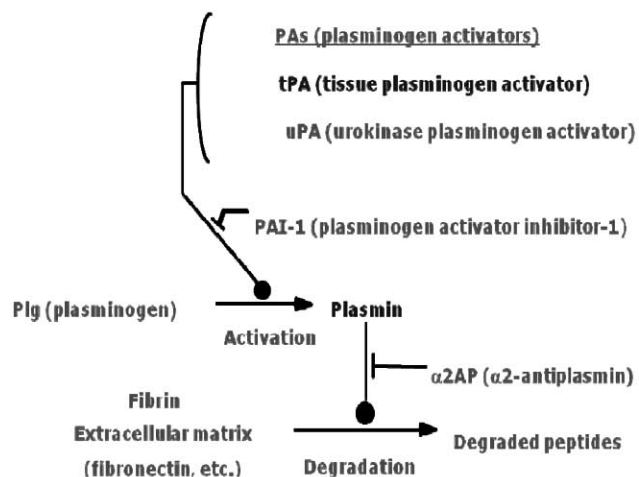 PAs (plasminogen activators)
tPA (tissue plasminogen activator)
uPA (urokinase plasminogen activator)
PAI-1 (plasminogen activator inhibitor-1)
Plg (plasminogen)
Plasmin
Activation
α2AP (α2-antiplasmin)
Fibrin
Extracellular matrix
(fibronectin, etc.)
Degraded peptides
Degradation